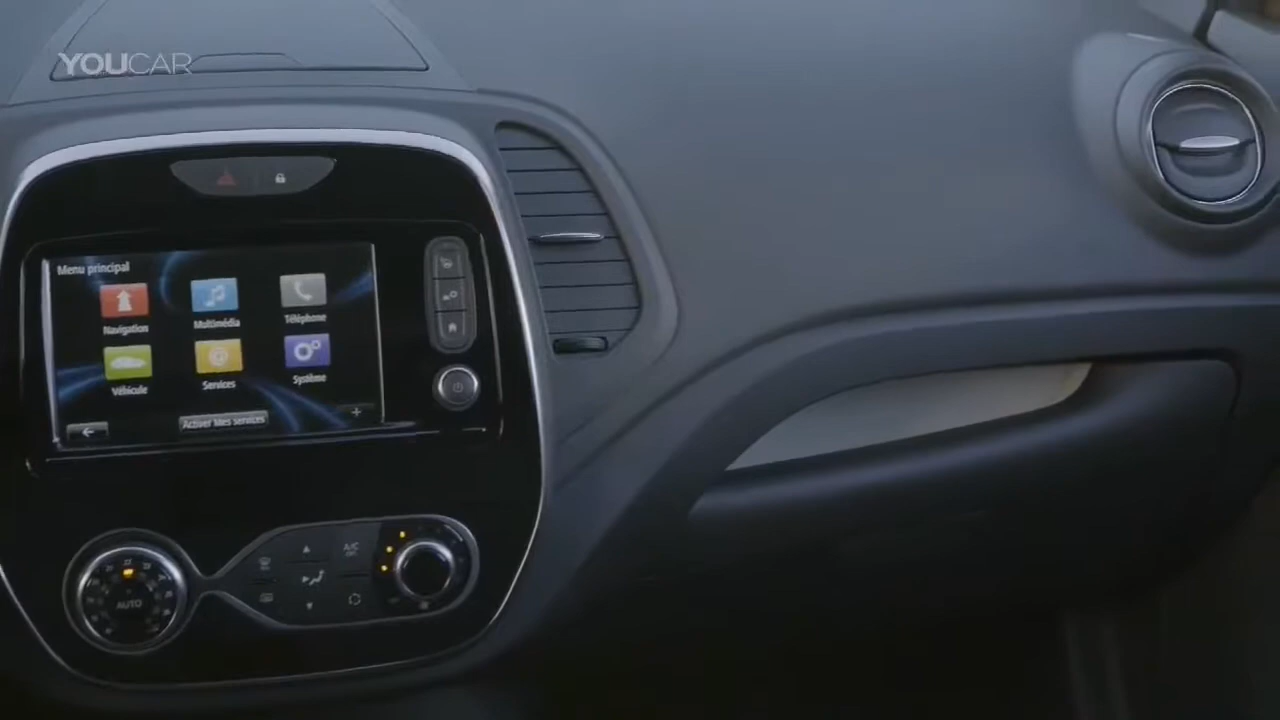 YOUCAR
Menu principal
Navigation
Multimédia
Téléphone
Véhicule
Services
Système
Activer Mes services
+
A/C
AUTO